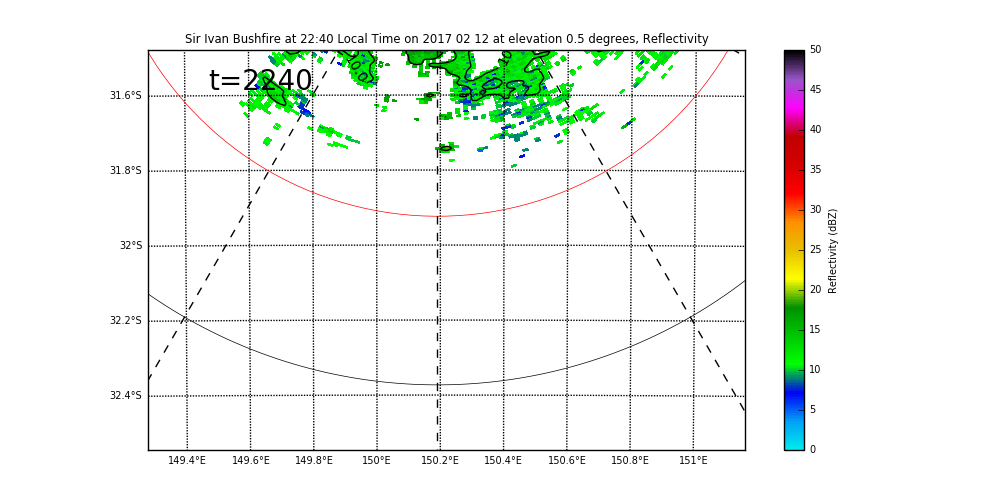 Sir Ivan Bushfire at 22:40 Local Time on 2017 02 12 at elevation 0.5 degrees, Reflectivity
t=2240
31.6°S
31.8°S
32°S
32.2°S
32.4°S
149.4°E 149.6°E 149.8°E 150°E 150.2°E 150.4°E 150.6°E 150.8°E 151°E
50
45
40
35
30
25
20
15
10
5
0
Reflectivity (dBZ)